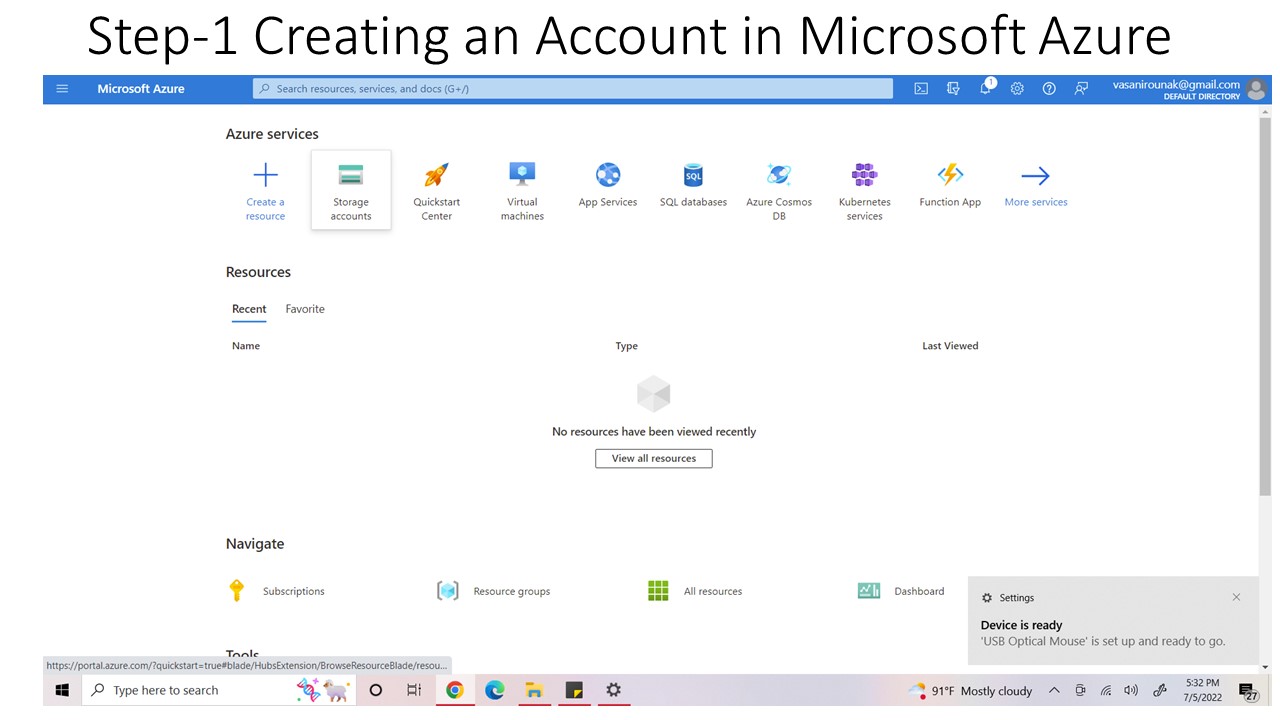 Step-1 Creating an Account in Microsoft Azure
Microsoft Azure
Search resources, services, and docs (G+/)
1
vasanirounak@gmail.com
DEFAULT DIRECTORY
Azure services
Create a resource
Storage accounts
Quickstart Center
Virtual machines
App Services
SQL
SQL databases
Azure Cosmos DB
Kubernetes services
Function App
More services
Resources
Recent Favorite
Name Type Last Viewed
No resources have been viewed recently
View all resources
Navigate
Subscriptions Resource groups All resources Dashboard
Settings
Device is ready
'USB Optical Mouse' is set up and ready to go.
Tools
https://portal.azure.com/?quickstart=true#blade/HubsExtension/BrowseResourceBlade/resou...
Type here to search
91°F Mostly cloudy
5:32 PM
7/5/2022
27